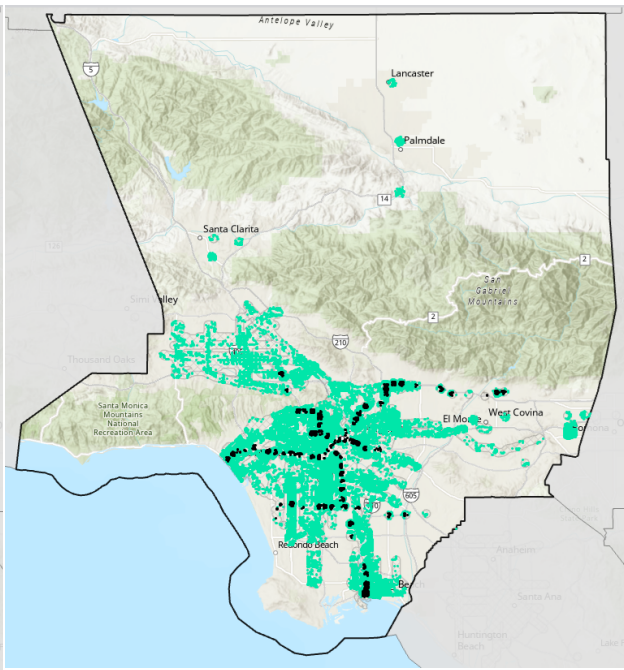 Antelope Valley
5
Lancaster
Palmdale
14
Santa Clarita
2
San
Gabriel
Mountains
Simi Valley
2
210
Thousand Oaks
Santa Monica
Mountains
National
Recreation Area
El Monte
West Covina
605
Redondo Beach
Anaheim
Santa Ana
Huntington
Beach